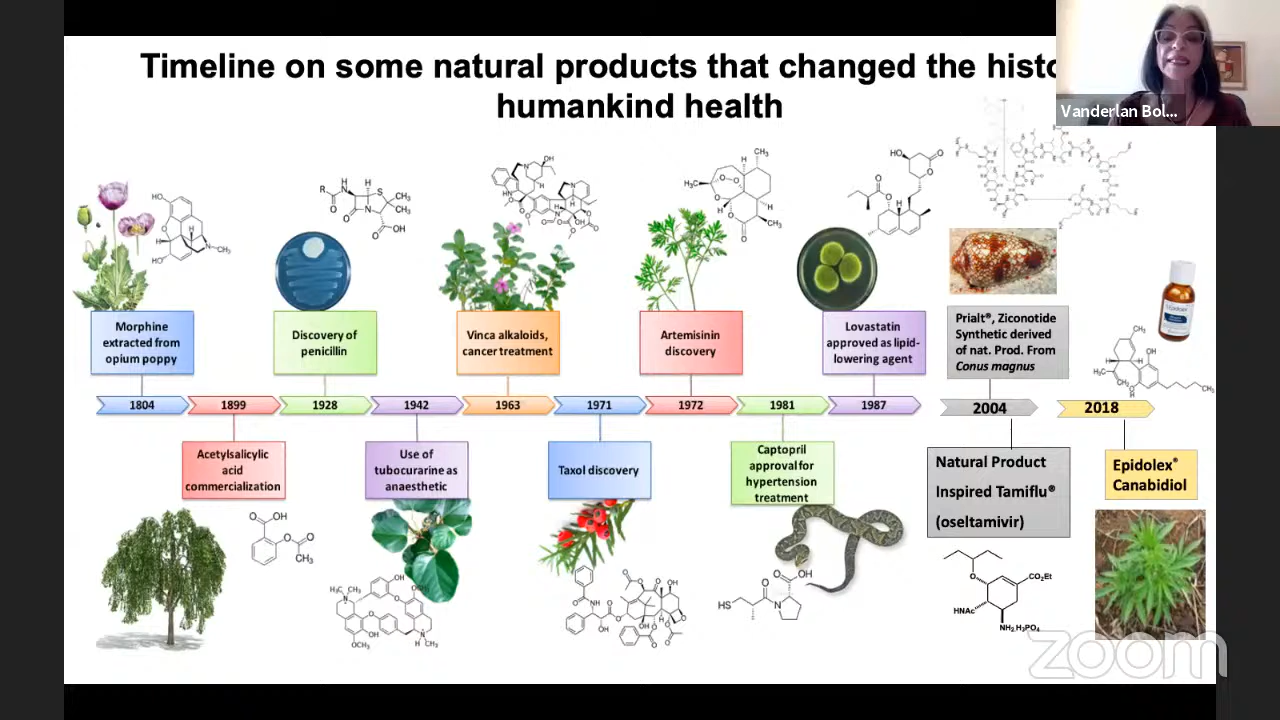 Timeline on some natural products that changed the histo
humankind health
Vanderlan Bol...
Morphine
extracted from
opium poppy
Discovery of
penicillin
Vinca alkaloids,
cancer treatment
Artemisinin
discovery
Lovastatin
approved as lipid-
lowering agent
Prialt®, Ziconotide
Synthetic derived
of nat. Prod. From
Conus magnus
1804
1899
1928
1942
1963
1971
1972
1981
1987
2004
2018
Acetylsalicylic
acid
commercialization
Use of
tubocurarine as
anaesthetic
Taxol discovery
Captopril
approval for
hypertension
treatment
Natural Product
Inspired Tamiflu®
(oseltamivir)
Epidolex®
Canabidiol
zoom